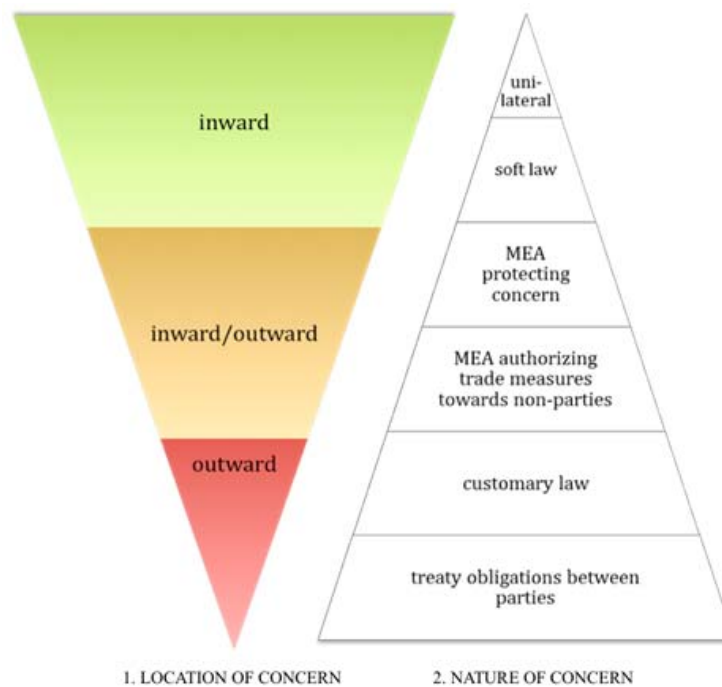 inward
inward/outward
outward
uni-
lateral
soft law
MEA
protecting
concern
MEA authorizing
trade measures
towards non-parties
customary law
treaty obligations between
parties
1. LOCATION OF CONCERN
2. NATURE OF CONCERN